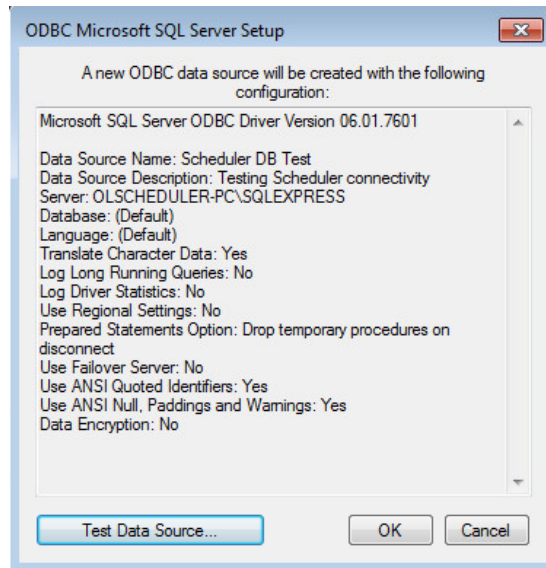 ODBC Microsoft SQL Server Setup
A new ODBC data source will be created with the following
configuration:
Microsoft SQL Server ODBC Driver Version 06.01.7601
Data Source Name: Scheduler DB Test
Data Source Description: Testing Scheduler connectivity
Server: OLSCHEDULER-PC\SQLEXPRESS
Database: (Default)
Language: (Default)
Translate Character Data: Yes
Log Long Running Queries: No
Log Driver Statistics: No
Use Regional Settings: No
Prepared Statements Option: Drop temporary procedures on
disconnect
Use Failover Server: No
Use ANSI Quoted Identifiers: Yes
Use ANSI Null, Paddings and Warnings: Yes
Data Encryption: No
Test Data Source...
OK
Cancel